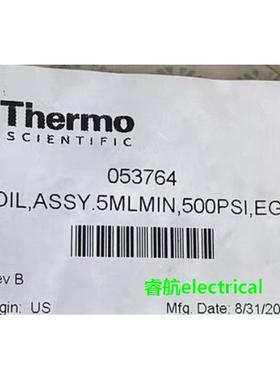 Thermo
SCIENTIFIC
053764
OIL,ASSY.5MLMIN,500PSI,EG
ev B
gin: US
Mfg. Date: 8/31/20
睿航electrical